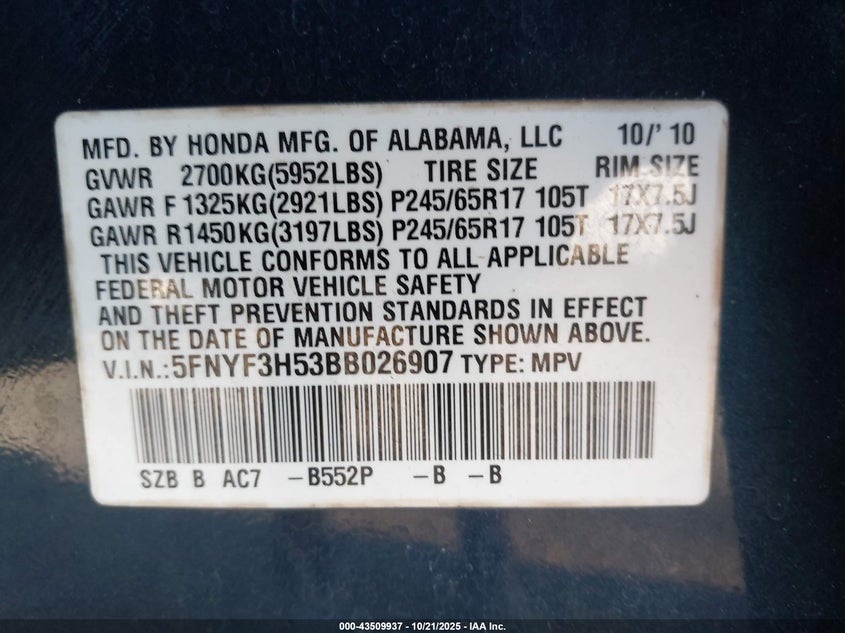 MFD. BY HONDA MFG. OF ALABAMA, LLC 10/'10
GVWR 2700KG(5952LBS) TIRE SIZE RIM SIZE
GAWR F 1325KG(2921LBS) P245/65R17 105T 17X7.5J
GAWR R1450KG(3197LBS) P245/65R17 105T 17X7.5J
THIS VEHICLE CONFORMS TO ALL APPLICABLE
FEDERAL MOTOR VEHICLE SAFETY
AND THEFT PREVENTION STANDARDS IN EFFECT
ON THE DATE OF MANUFACTURE SHOWN ABOVE.
V.I.N.:5FNYF3H53BB026907 TYPE: MPV
SZB B AC7 -B552P -B -B
000-43509937 - 10/21/2025 - IAA Inc.